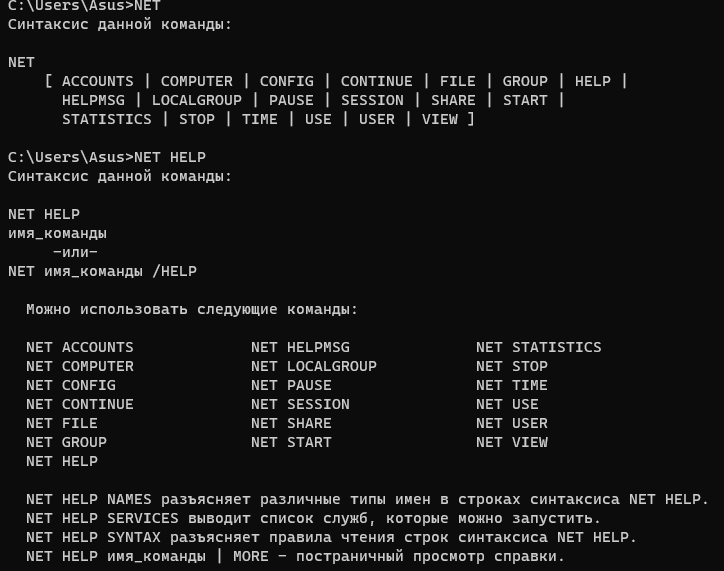 C:\Users\Asus>NET
Синтаксис данной команды:
NET
[ ACCOUNTS | COMPUTER | CONFIG | CONTINUE | FILE | GROUP | HELP |
HELPMSG | LOCALGROUP | PAUSE | SESSION | SHARE | START |
STATISTICS | STOP | TIME | USE | USER | VIEW ]
C:\Users\Asus>NET HELP
Синтаксис данной команды:
NET HELP
имя_команды
-или-
NET имя_команды /HELP
Можно использовать следующие команды:
NET ACCOUNTS NET HELPMSG NET STATISTICS
NET COMPUTER NET LOCALGROUP NET STOP
NET CONFIG NET PAUSE NET TIME
NET CONTINUE NET SESSION NET USE
NET FILE NET SHARE NET USER
NET GROUP NET START NET VIEW
NET HELP
NET HELP NAMES разъясняет различные типы имен в строках синтаксиса NET HELP.
NET HELP SERVICES выводит список служб, которые можно запустить.
NET HELP SYNTAX разъясняет правила чтения строк синтаксиса NET HELP.
NET HELP имя_команды | MORE - постраничный просмотр справки.